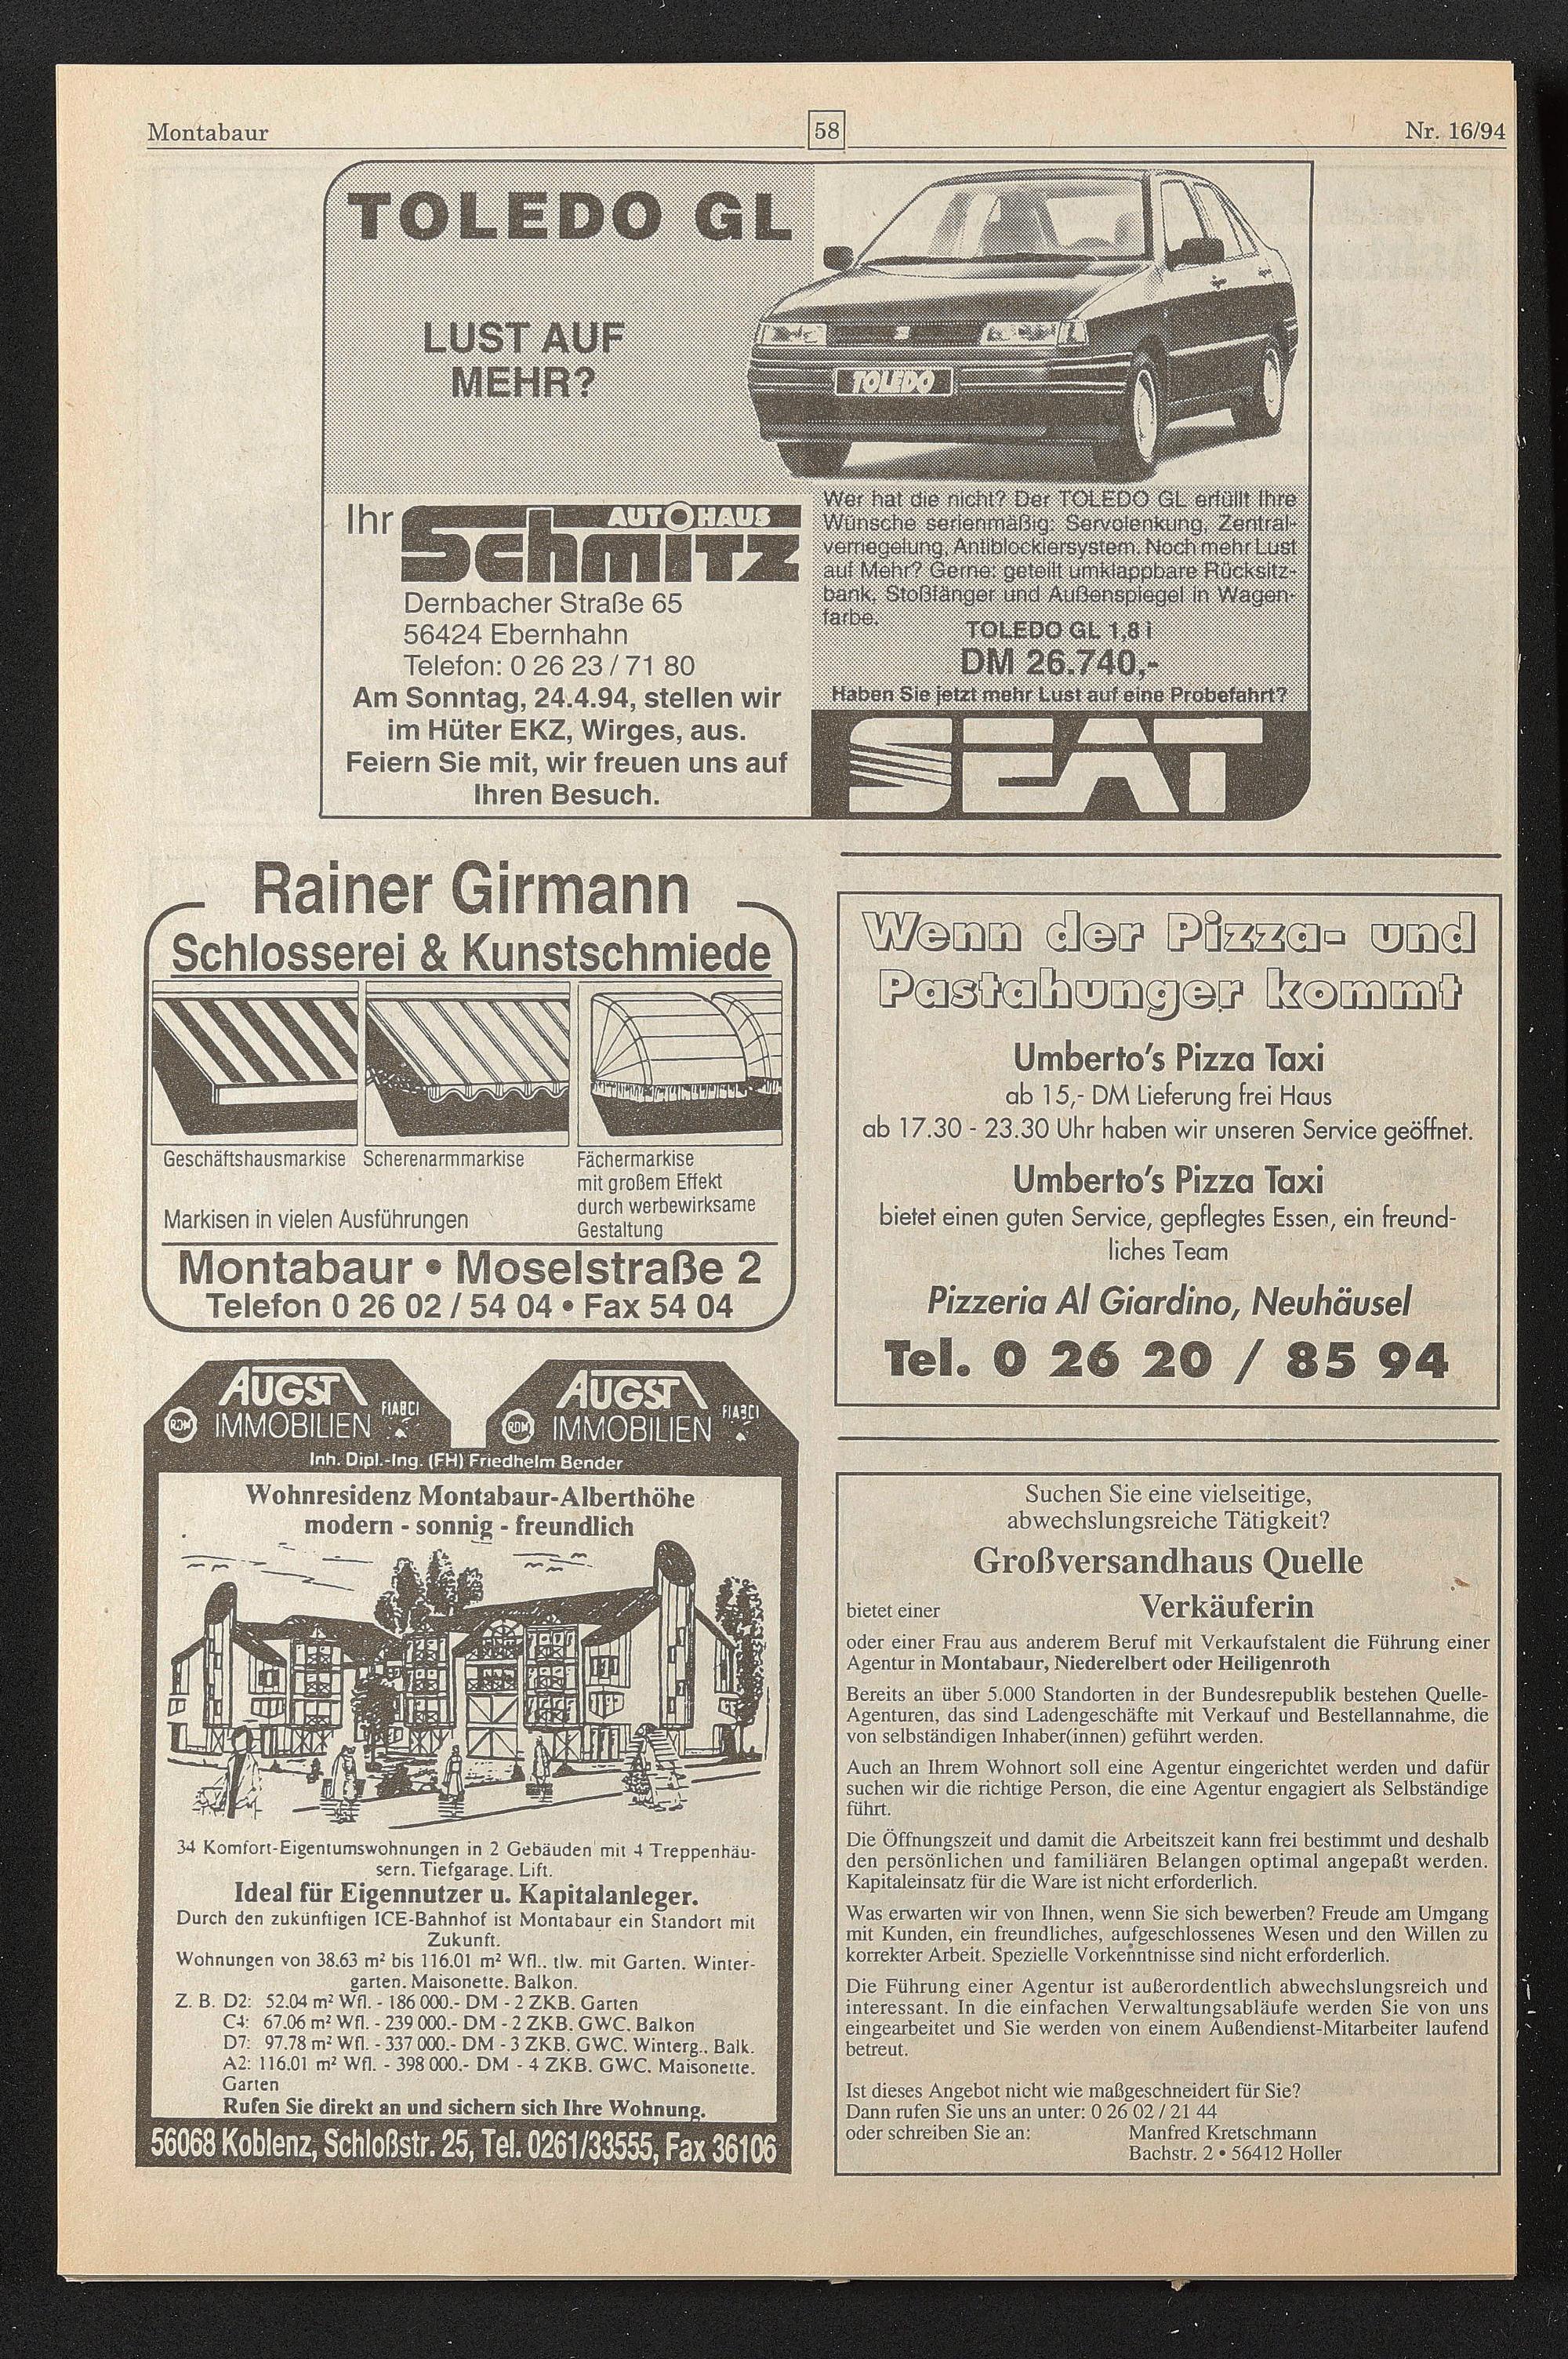 Montabaur
58
Nr. 16/94
TOLEDO GL
LUST AUF
MEHR?
TOLEDO
Ihr
AUTOHAUS
Schmitz
Dernbacher Straße 65
56424 Ebernhahn
Telefon: 0 26 23 / 71 80
Am Sonntag, 24.4.94, stellen wir
im Hüter EKZ, Wirges, aus.
Feiern Sie mit, wir freuen uns auf
Ihren Besuch.
Wer hat die nicht? Der TOLEDO GL erfüllt Ihre
Wünsche serienmäßig: Servolenkung, Zentral-
verriegelung, Antiblockiersystem. Noch mehr Lust
auf Mehr? Gerne: geteilt umklappbare Rücksitz-
bank, Stoßfänger und Außenspiegel in Wagen-
farbe.
TOLEDO GL 1,8 i
DM 26.740,-
Haben Sie jetzt mehr Lust auf eine Probefahrt?
SEAT
Rainer Girmann
Schlosserei & Kunstschmiede
Geschäftshausmarkise
Scherenarmmarkise
Fächermarkise
mit großem Effekt
durch werbewirksame
Gestaltung
Markisen in vielen Ausführungen
Montabaur • Moselstraße 2
Telefon 0 26 02 / 54 04 • Fax 54 04
AUGST
IMMOBILIEN
RDM
FIABCI
AUGST
IMMOBILIEN
RDM
FIABCI
Inh. Dipl.-Ing. (FH) Friedhelm Bender
Wohnresidenz Montabaur-Alberthöhe
modern - sonnig - freundlich
34 Komfort-Eigentumswohnungen in 2 Gebäuden mit 4 Treppenhäu-
sern. Tiefgarage. Lift.
Ideal für Eigennutzer u. Kapitalanleger.
Durch den zukünftigen ICE-Bahnhof ist Montabaur ein Standort mit
Zukunft.
Wohnungen von 38.63 m² bis 116.01 m² Wfl.. tlw. mit Garten. Winter-
garten. Maisonette. Balkon.
Z. B. D2: 52.04 m² Wfl. - 186 000.- DM - 2 ZKB. Garten
C4: 67.06 m² Wfl. - 239 000.- DM - 2 ZKB. GWC. Balkon
D7: 97.78 m² Wfl. - 337 000.- DM - 3 ZKB. GWC. Winterg.. Balk.
A2: 116.01 m² Wfl. - 398 000.- DM - 4 ZKB. GWC. Maisonette.
Garten
Rufen Sie direkt an und sichern sich Ihre Wohnung.
56068 Koblenz, Schloßstr. 25, Tel. 0261/33555, Fax 36106
Wenn der Pizza- und
Pastahunger kommt
Umberto's Pizza Taxi
ab 15,- DM Lieferung frei Haus
ab 17.30 - 23.30 Uhr haben wir unseren Service geöffnet.
Umberto's Pizza Taxi
bietet einen guten Service, gepflegtes Essen, ein freund-
liches Team
Pizzeria Al Giardino, Neuhäusel
Tel. 0 26 20 / 85 94
Suchen Sie eine vielseitige,
abwechslungsreiche Tätigkeit?
Großversandhaus Quelle
bietet einer Verkäuferin
oder einer Frau aus anderem Beruf mit Verkaufstalent die Führung einer
Agentur in Montabaur, Niederelbert oder Heiligenroth
Bereits an über 5.000 Standorten in der Bundesrepublik bestehen Quelle-
Agenturen, das sind Ladengeschäfte mit Verkauf und Bestellannahme, die
von selbständigen Inhaber(innen) geführt werden.
Auch an Ihrem Wohnort soll eine Agentur eingerichtet werden und dafür
suchen wir die richtige Person, die eine Agentur engagiert als Selbständige
führt.
Die Öffnungszeit und damit die Arbeitszeit kann frei bestimmt und deshalb
den persönlichen und familiären Belangen optimal angepaßt werden.
Kapitaleinsatz für die Ware ist nicht erforderlich.
Was erwarten wir von Ihnen, wenn Sie sich bewerben? Freude am Umgang
mit Kunden, ein freundliches, aufgeschlossenes Wesen und den Willen zu
korrekter Arbeit. Spezielle Vorkenntnisse sind nicht erforderlich.
Die Führung einer Agentur ist außerordentlich abwechslungsreich und
interessant. In die einfachen Verwaltungsabläufe werden Sie von uns
eingearbeitet und Sie werden von einem Außendienst-Mitarbeiter laufend
betreut.
Ist dieses Angebot nicht wie maßgeschneidert für Sie?
Dann rufen Sie uns an unter: 0 26 02 / 21 44
oder schreiben Sie an: Manfred Kretschmann
Bachstr. 2 • 56412 Holler